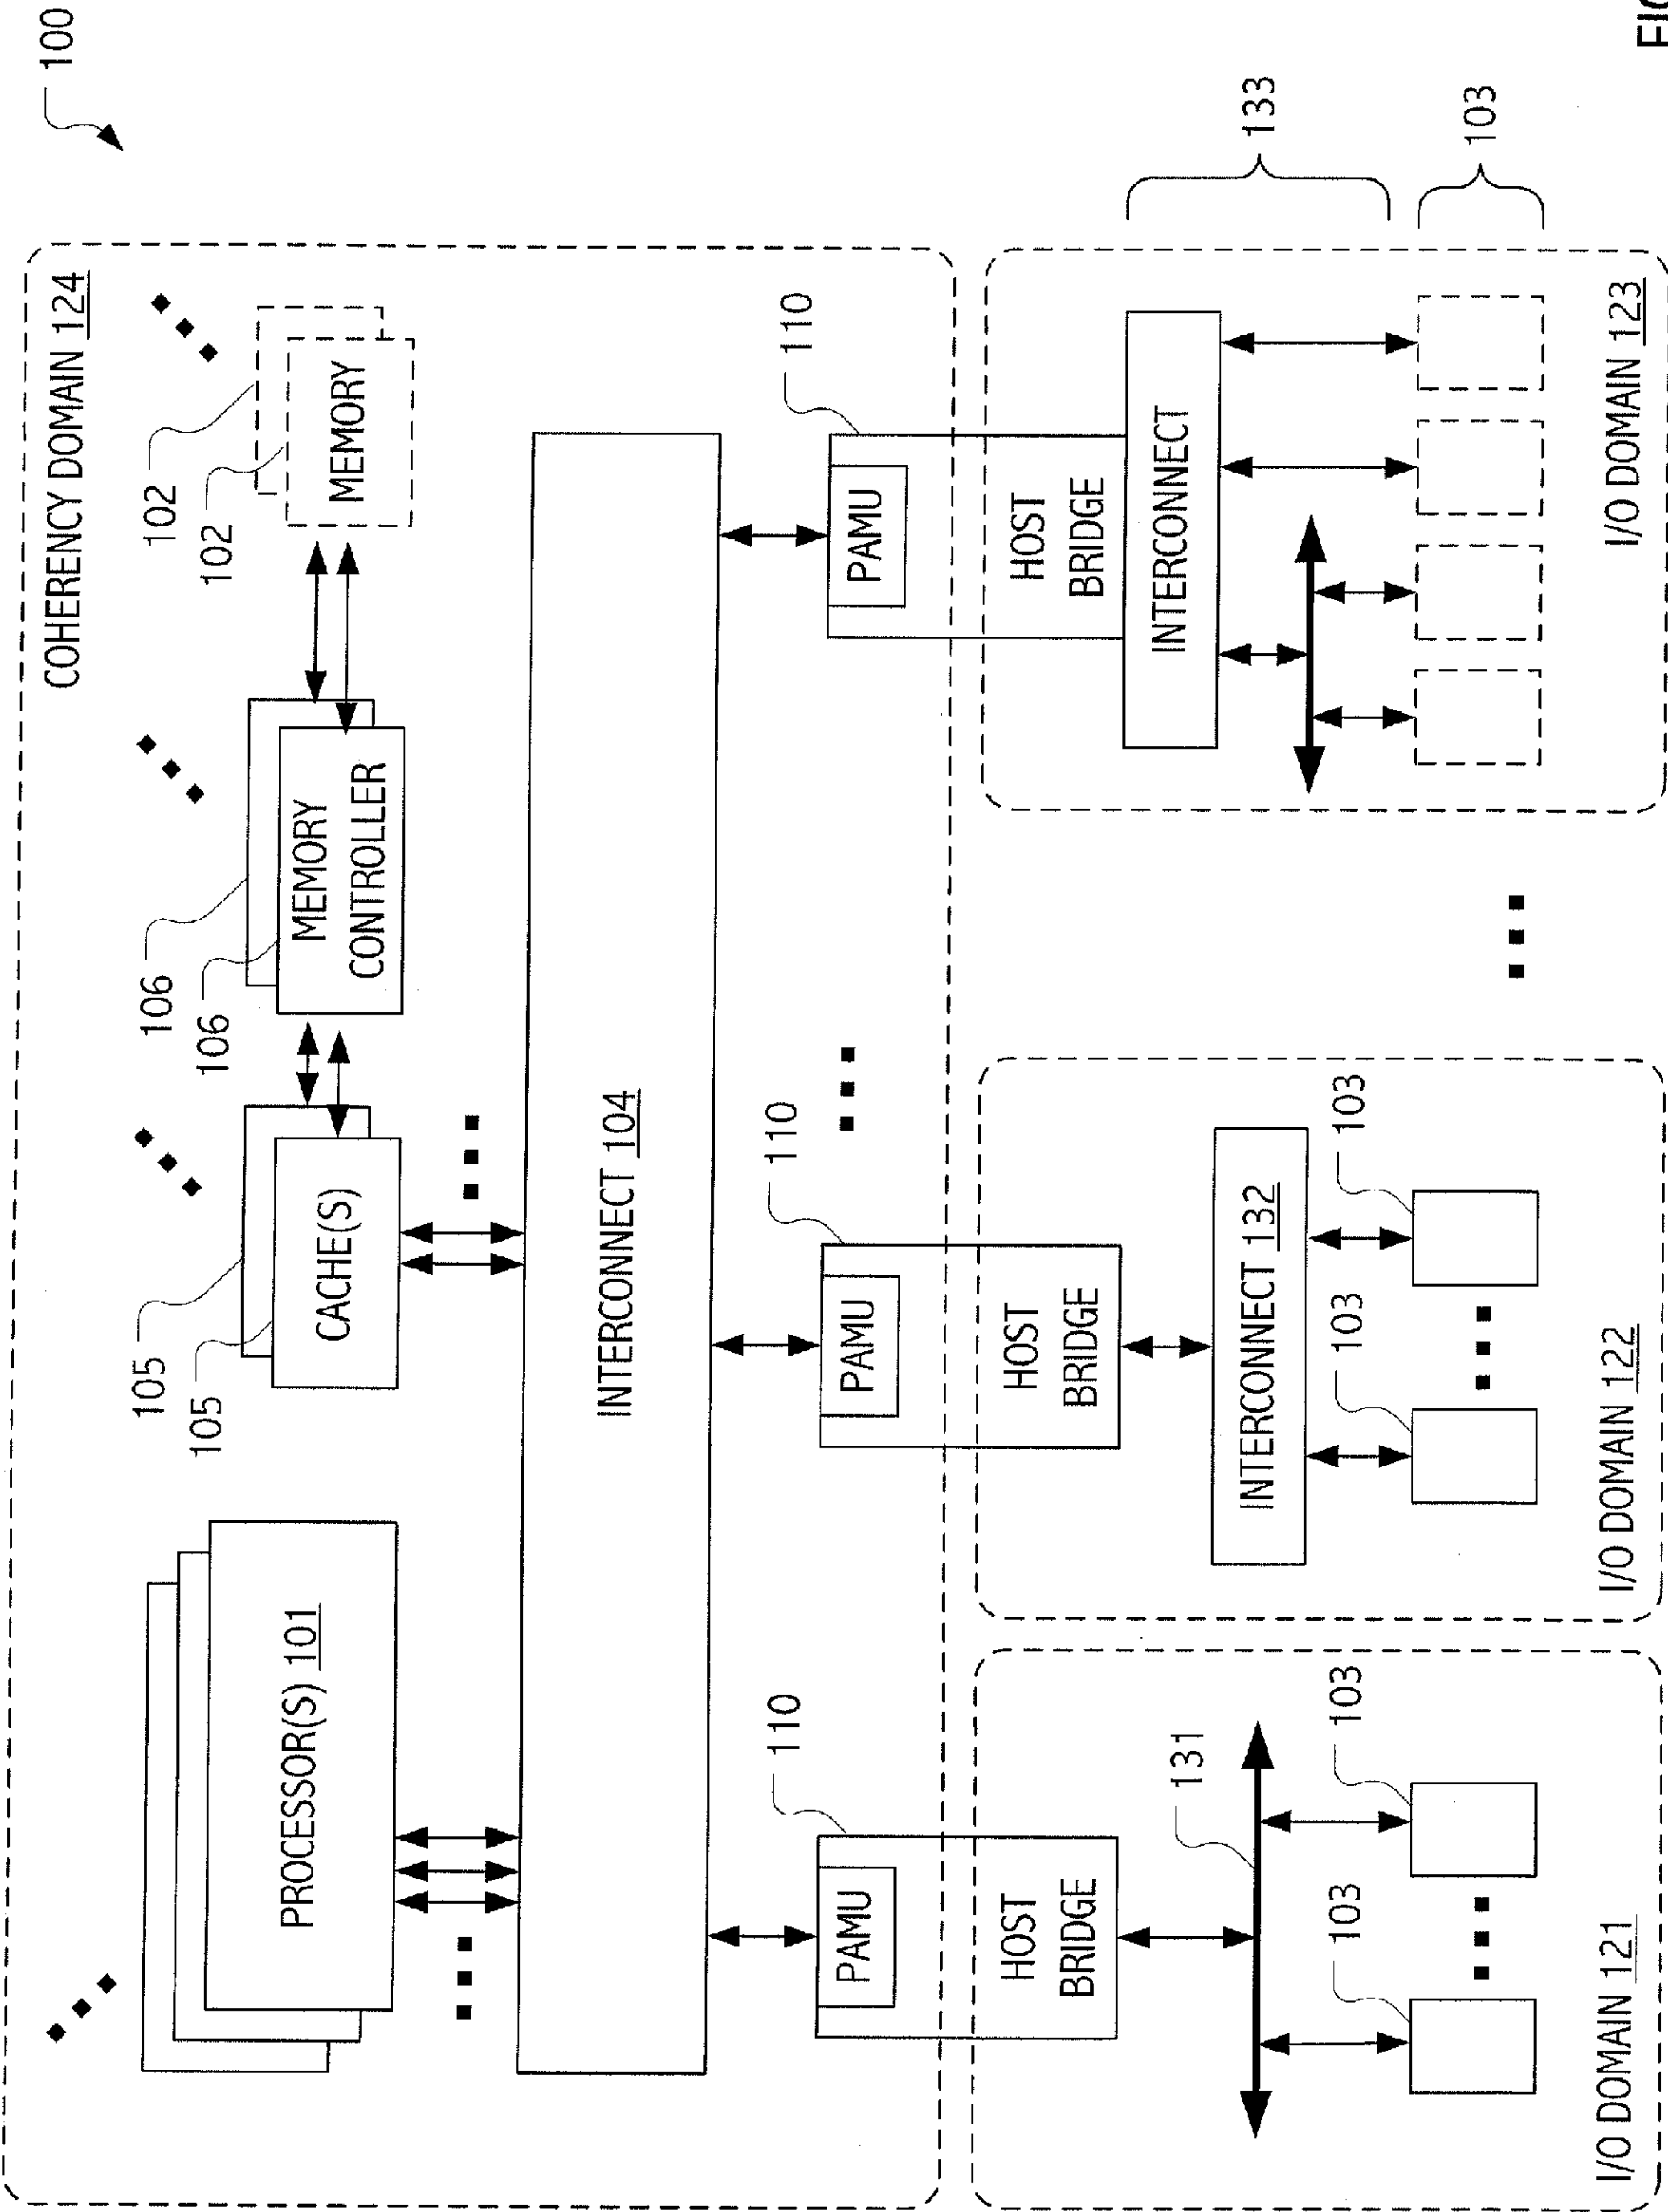 100
COHERENCY DOMAIN 124
PROCESSOR(S) 101
105
105
CACHE(S)
106
106
MEMORY
CONTROLLER
102
102
MEMORY
INTERCONNECT 104
110
PAMU
HOST
BRIDGE
131
103
103
I/O DOMAIN 121
110
PAMU
HOST
BRIDGE
INTERCONNECT 132
103
103
I/O DOMAIN 122
110
PAMU
HOST
BRIDGE
INTERCONNECT
133
103
I/O DOMAIN 123